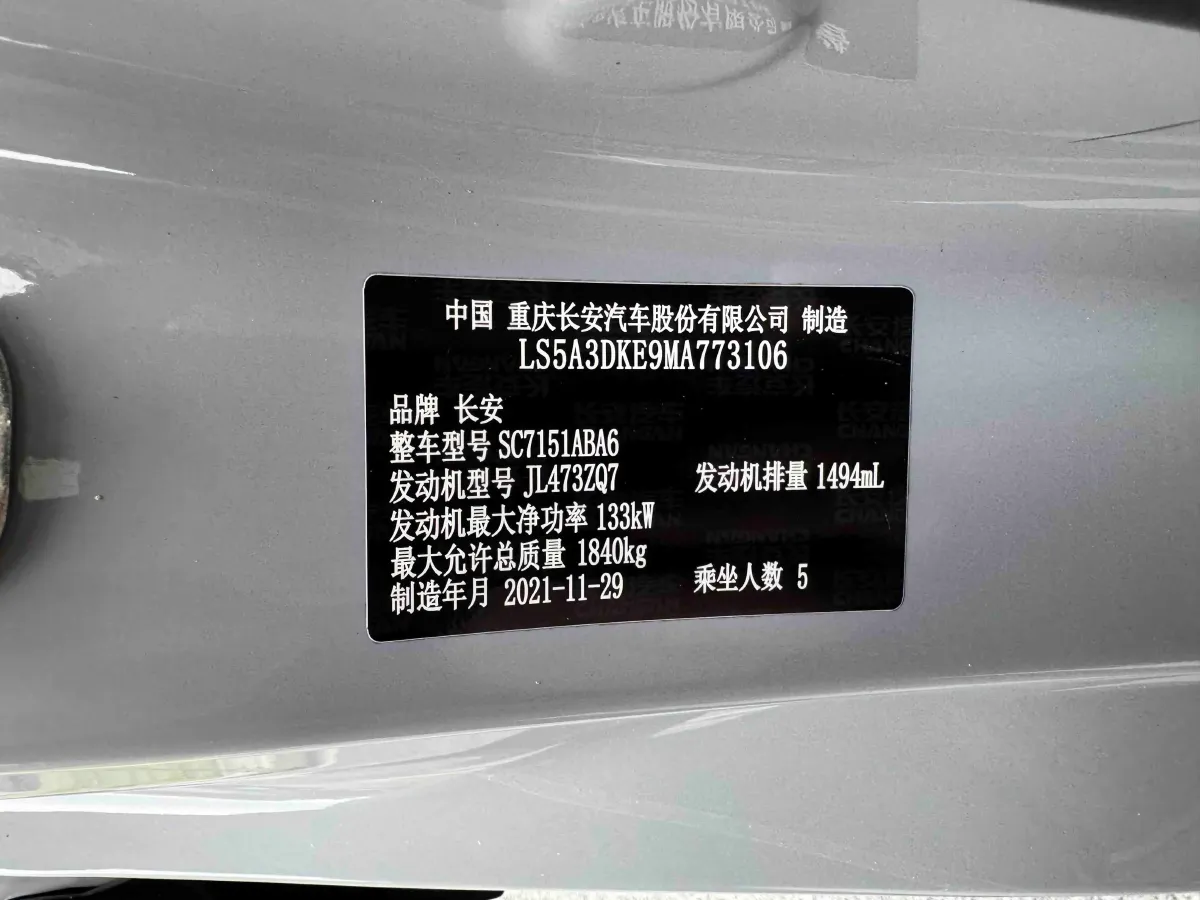 中国 重庆长安汽车股份有限公司 制造
LS5A3DKE9MA773106
品牌 长安
整车型号 SC7151ABA6
发动机型号 JL473ZQ7 发动机排量 1494mL
发动机最大净功率 133kW
最大允许总质量 1840kg
制造年月 2021-11-29 乘坐人数 5